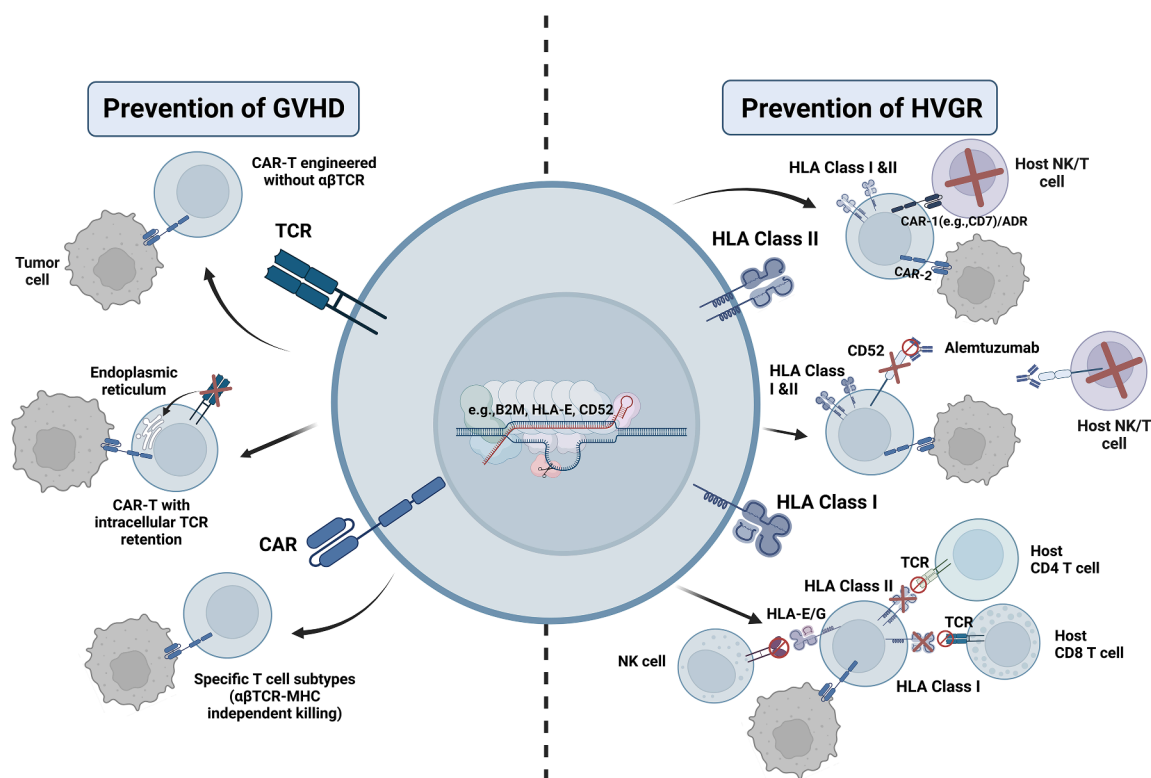 Prevention of GVHD
CAR-T engineered
without αβTCR
TCR
Tumor
cell
Endoplasmic
reticulum
CAR-T with
intracellular TCR
retention
CAR
Specific T cell subtypes
(αβTCR-MHC
independent killing)
e.g.,B2M, HLA-E, CD52
Prevention of HVGR
HLA Class I &II
Host NK/T
cell
CAR-1(e.g.,CD7)/ADR
CAR-2
HLA Class II
CD52
Alemtuzumab
HLA Class
I &II
Host NK/T
cell
HLA Class I
TCR
Host
CD4 T cell
HLA Class II
HLA-E/G
TCR
Host
CD8 T cell
NK cell
HLA Class I